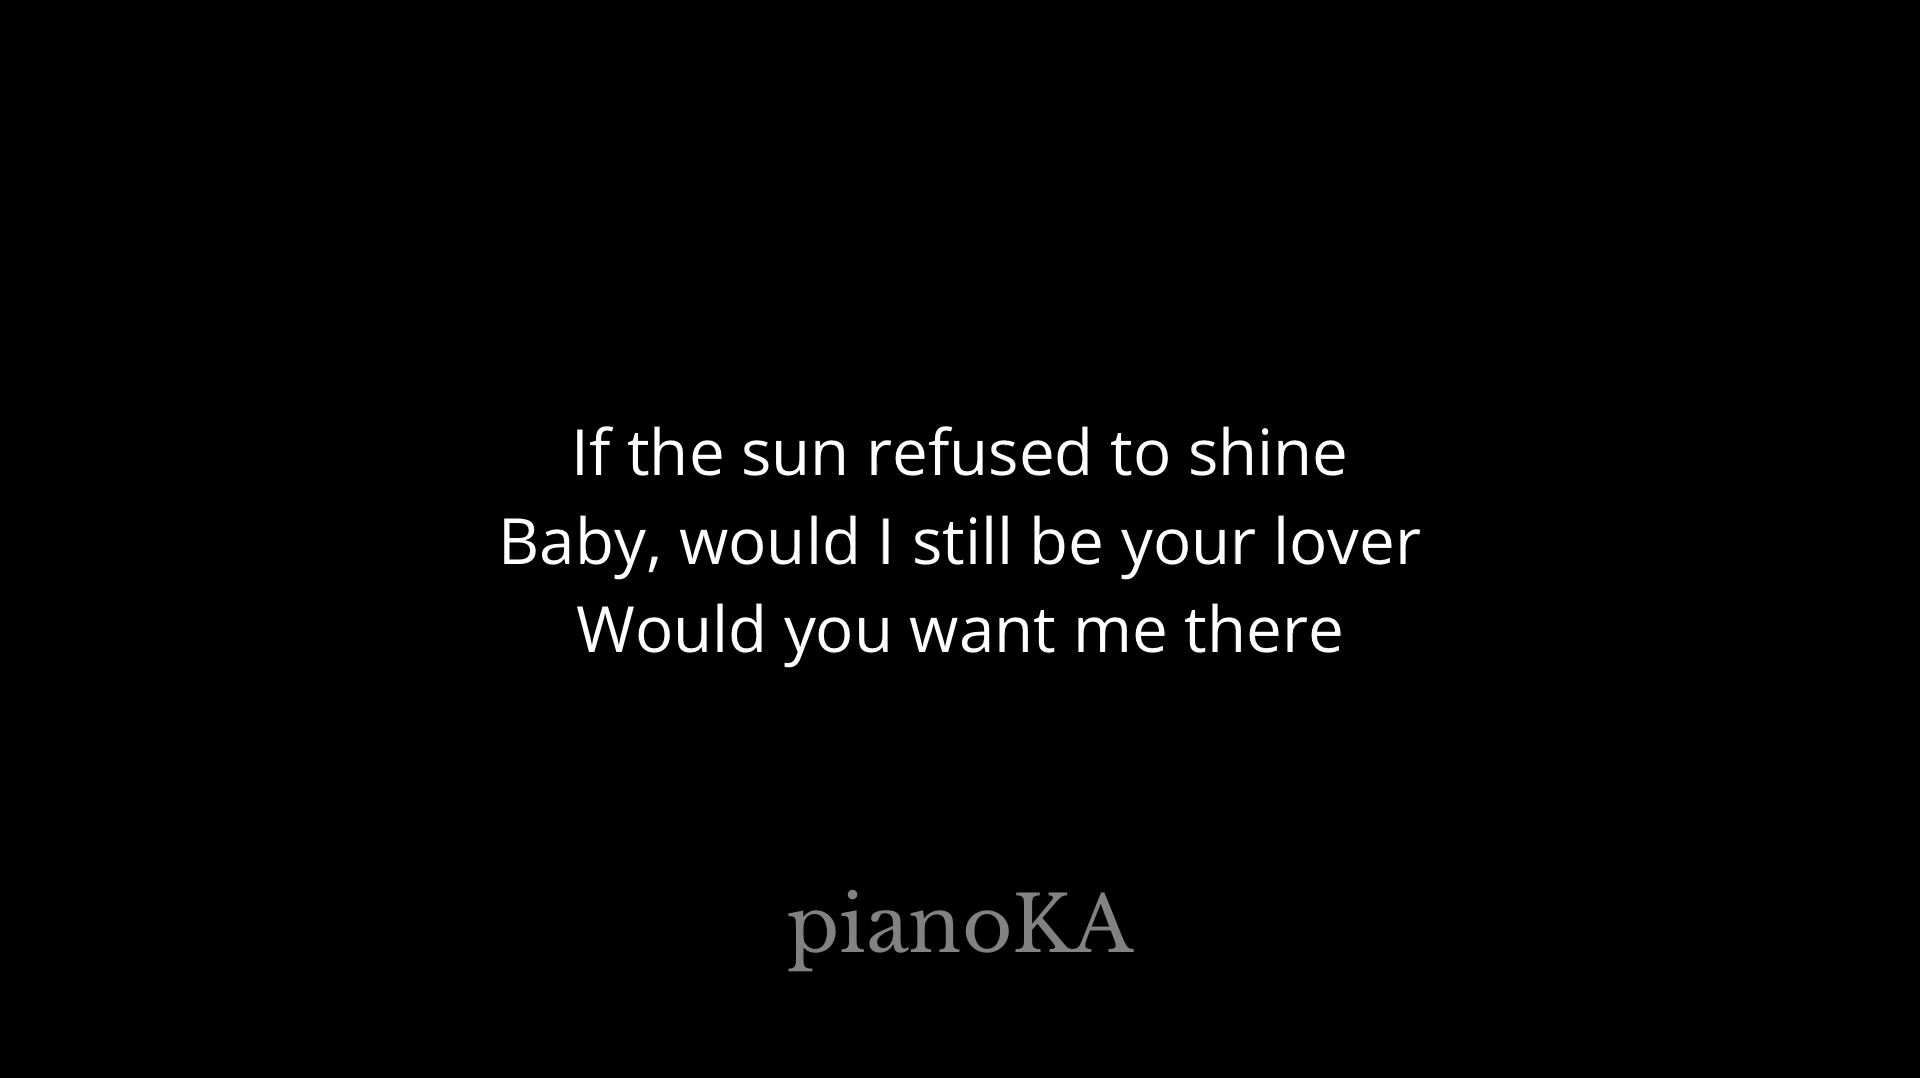 If the sun refused to shine
Baby, would I still be your lover
Would you want me there
pianoKA